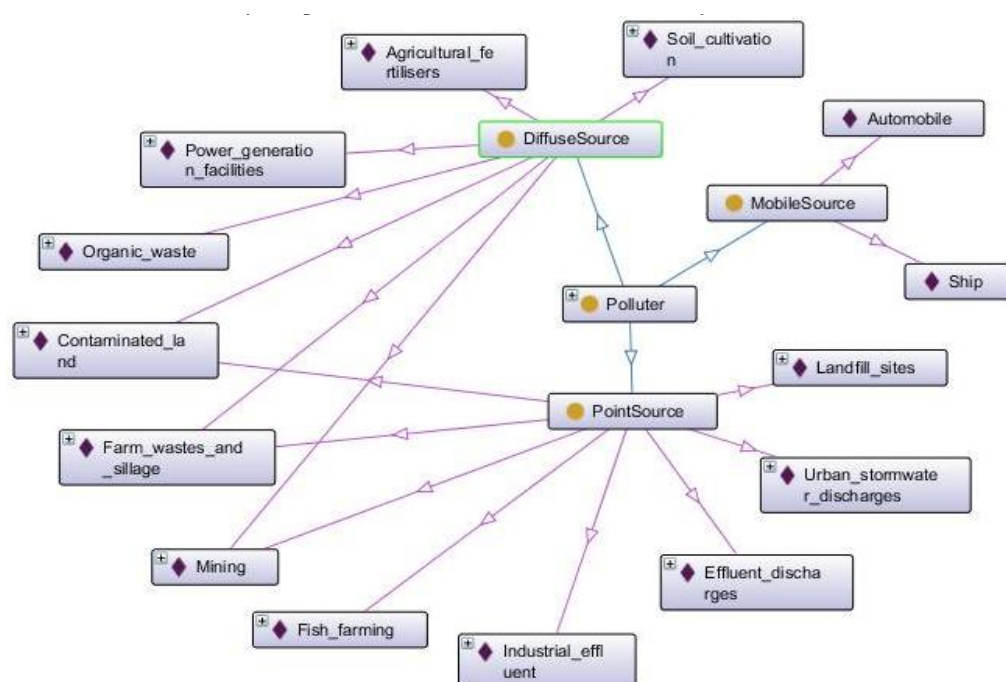 Agricultural_fe
rtilisers
Soil_cultivatio
n
Automobile
DiffuseSource
Power_generatio
n_facilities
MobileSource
Organic_waste
Ship
Polluter
Contaminated_la
nd
Landfill_sites
PointSource
Farm_wastes_and
_sillage
Urban_stormwate
r_discharges
Mining
Effluent_discha
rges
Fish_farming
Industrial_effl
uent